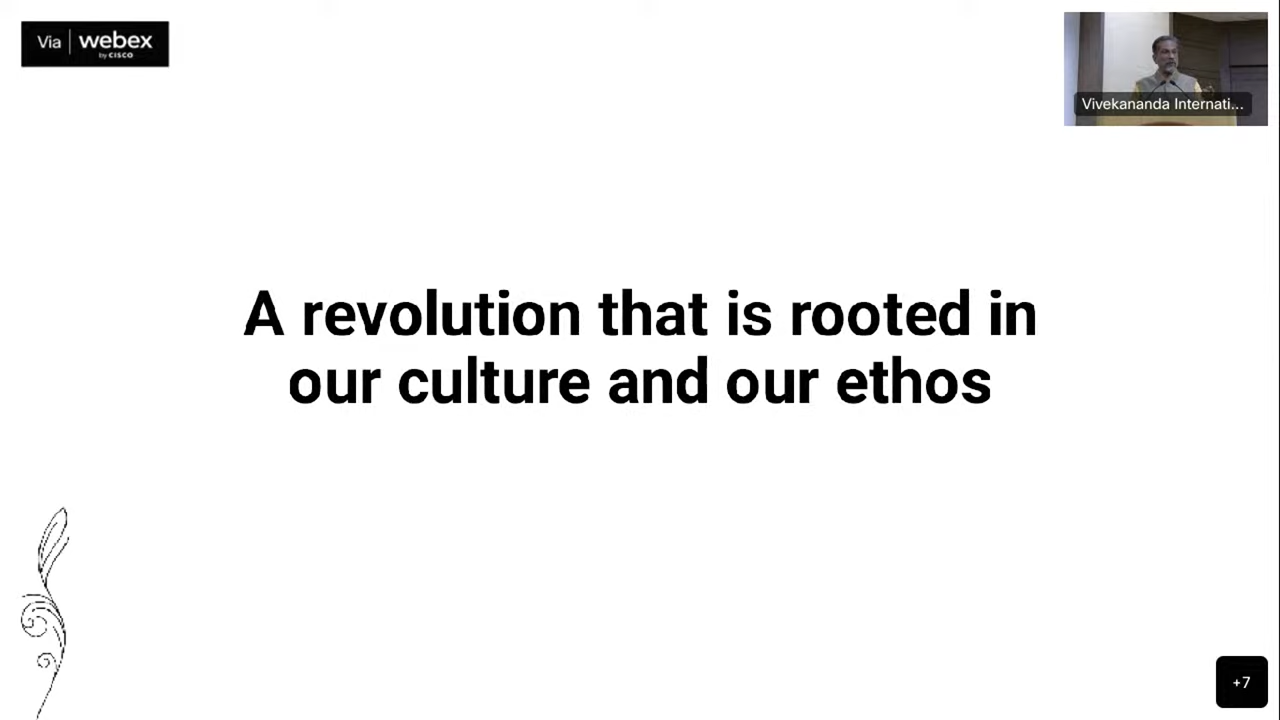 Via webex
by CISCO
Vivekananda Internati...
A revolution that is rooted in
our culture and our ethos
+7